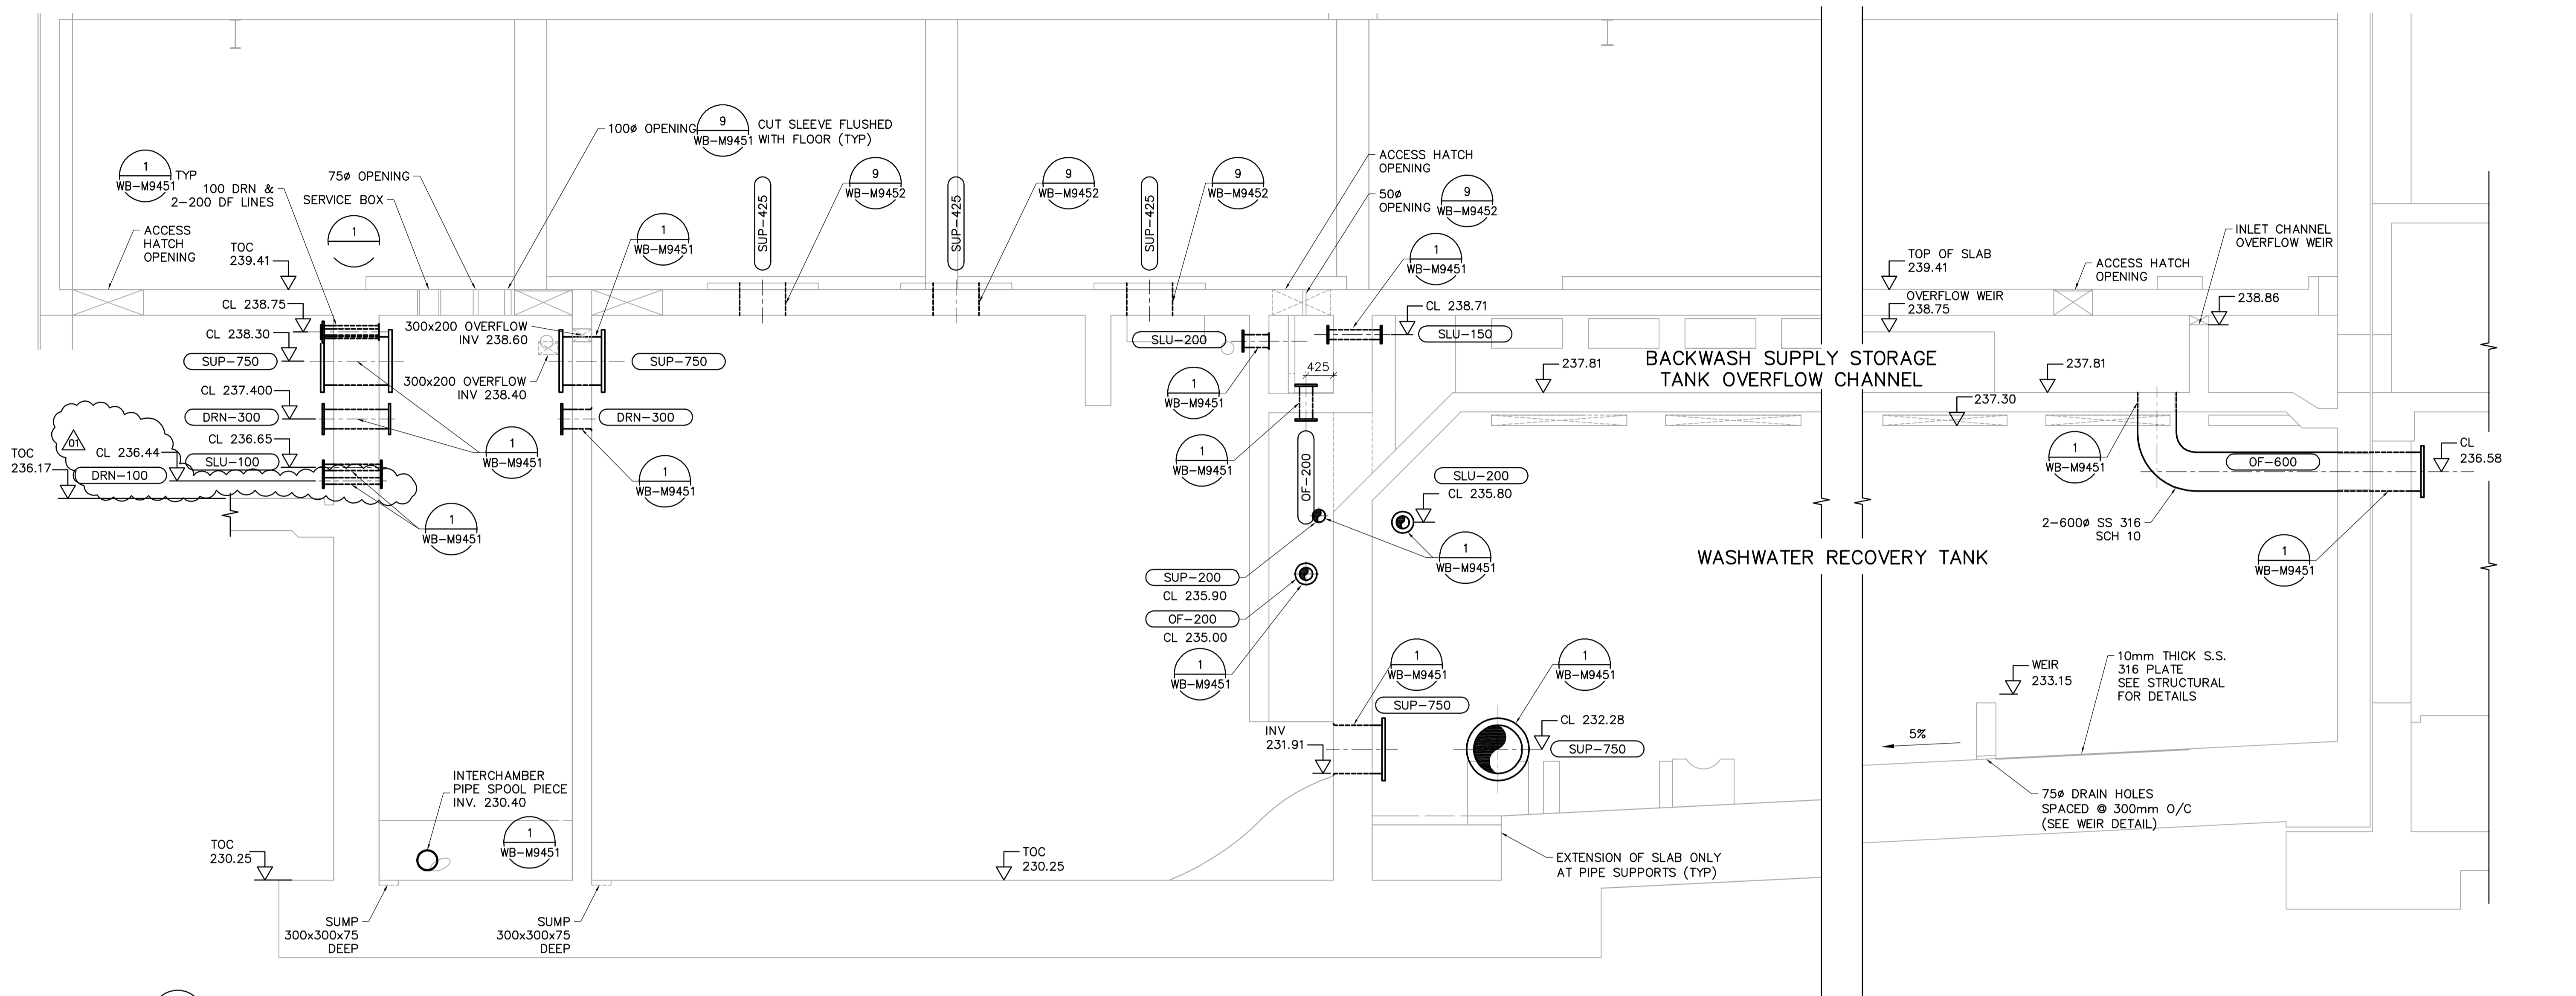 1
WB-M9451
TYP
100 DRN &
2-200 DF LINES
ACCESS
HATCH
OPENING
TOC
239.41
SERVICE BOX
1
75ø OPENING
100ø OPENING
9
WB-M9451
CUT SLEEVE FLUSHED
WITH FLOOR (TYP)
1
WB-M9451
SUP-425
9
WB-M9452
SUP-425
9
WB-M9452
SUP-425
9
WB-M9452
ACCESS HATCH
OPENING
50ø
OPENING
9
WB-M9452
1
WB-M9451
CL 238.75
CL 238.30
SUP-750
CL 237.400
DRN-300
CL 236.65
SLU-100
01
CL 236.44
DRN-100
TOC
236.17
300x200 OVERFLOW
INV 238.60
300x200 OVERFLOW
INV 238.40
SUP-750
DRN-300
1
WB-M9451
1
WB-M9451
1
WB-M9451
SLU-200
CL 238.71
SLU-150
425
1
WB-M9451
1
WB-M9451
OF-200
SLU-200
CL 235.80
1
WB-M9451
SUP-200
CL 235.90
OF-200
CL 235.00
1
WB-M9451
1
WB-M9451
SUP-750
1
WB-M9451
INV
231.91
CL 232.28
SUP-750
237.81
BACKWASH SUPPLY STORAGE
TANK OVERFLOW CHANNEL
WASHWATER RECOVERY TANK
TOP OF SLAB
239.41
OVERFLOW WEIR
238.75
ACCESS HATCH
OPENING
INLET CHANNEL
OVERFLOW WEIR
238.86
237.81
237.30
1
WB-M9451
OF-600
CL
236.58
2-600ø SS 316
SCH 10
1
WB-M9451
WEIR
233.15
10mm THICK S.S.
316 PLATE
SEE STRUCTURAL
FOR DETAILS
5%
75ø DRAIN HOLES
SPACED @ 300mm O/C
(SEE WEIR DETAIL)
INTERCHAMBER
PIPE SPOOL PIECE
INV. 230.40
1
WB-M9451
TOC
230.25
TOC
230.25
EXTENSION OF SLAB ONLY
AT PIPE SUPPORTS (TYP)
SUMP
300x300x75
DEEP
SUMP
300x300x75
DEEP